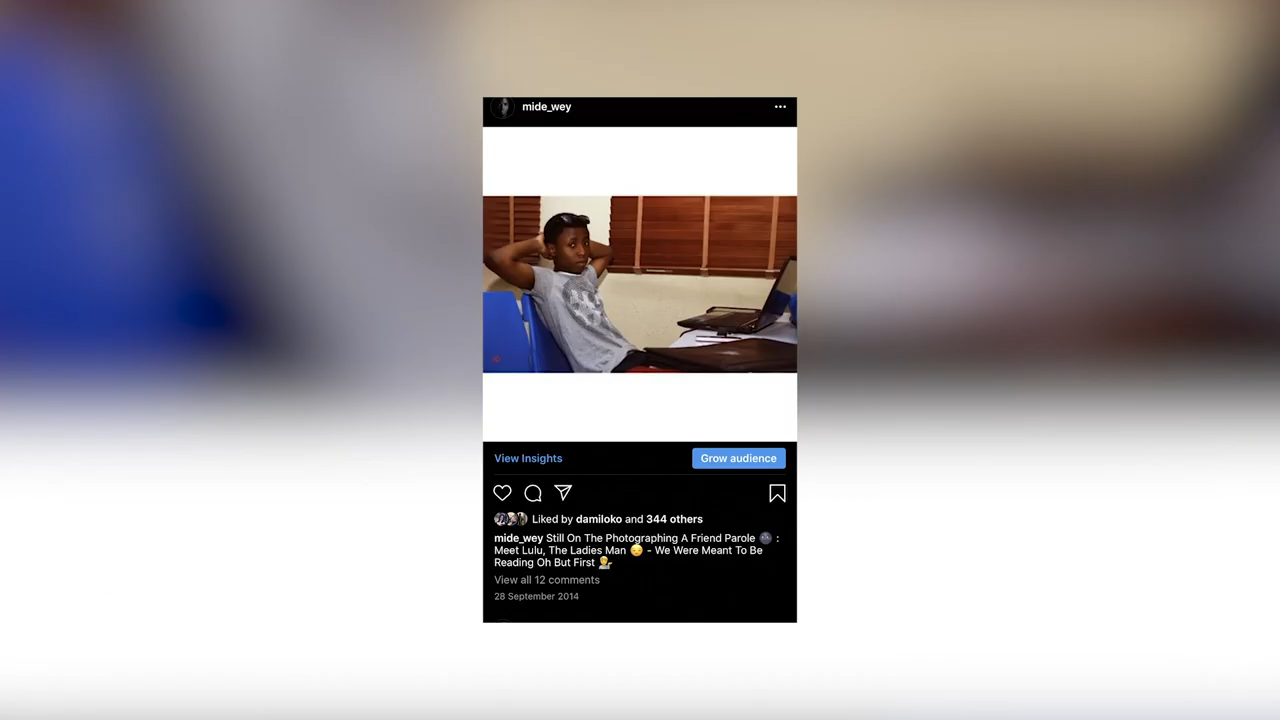 mide_wey
View Insights
Grow audience
Liked by damiloko and 344 others
mide_wey Still On The Photographing A Friend Parole 🌚 :
Meet Lulu, The Ladies Man 😏 - We Were Meant To Be
Reading Oh But First 💁
View all 12 comments
28 September 2014